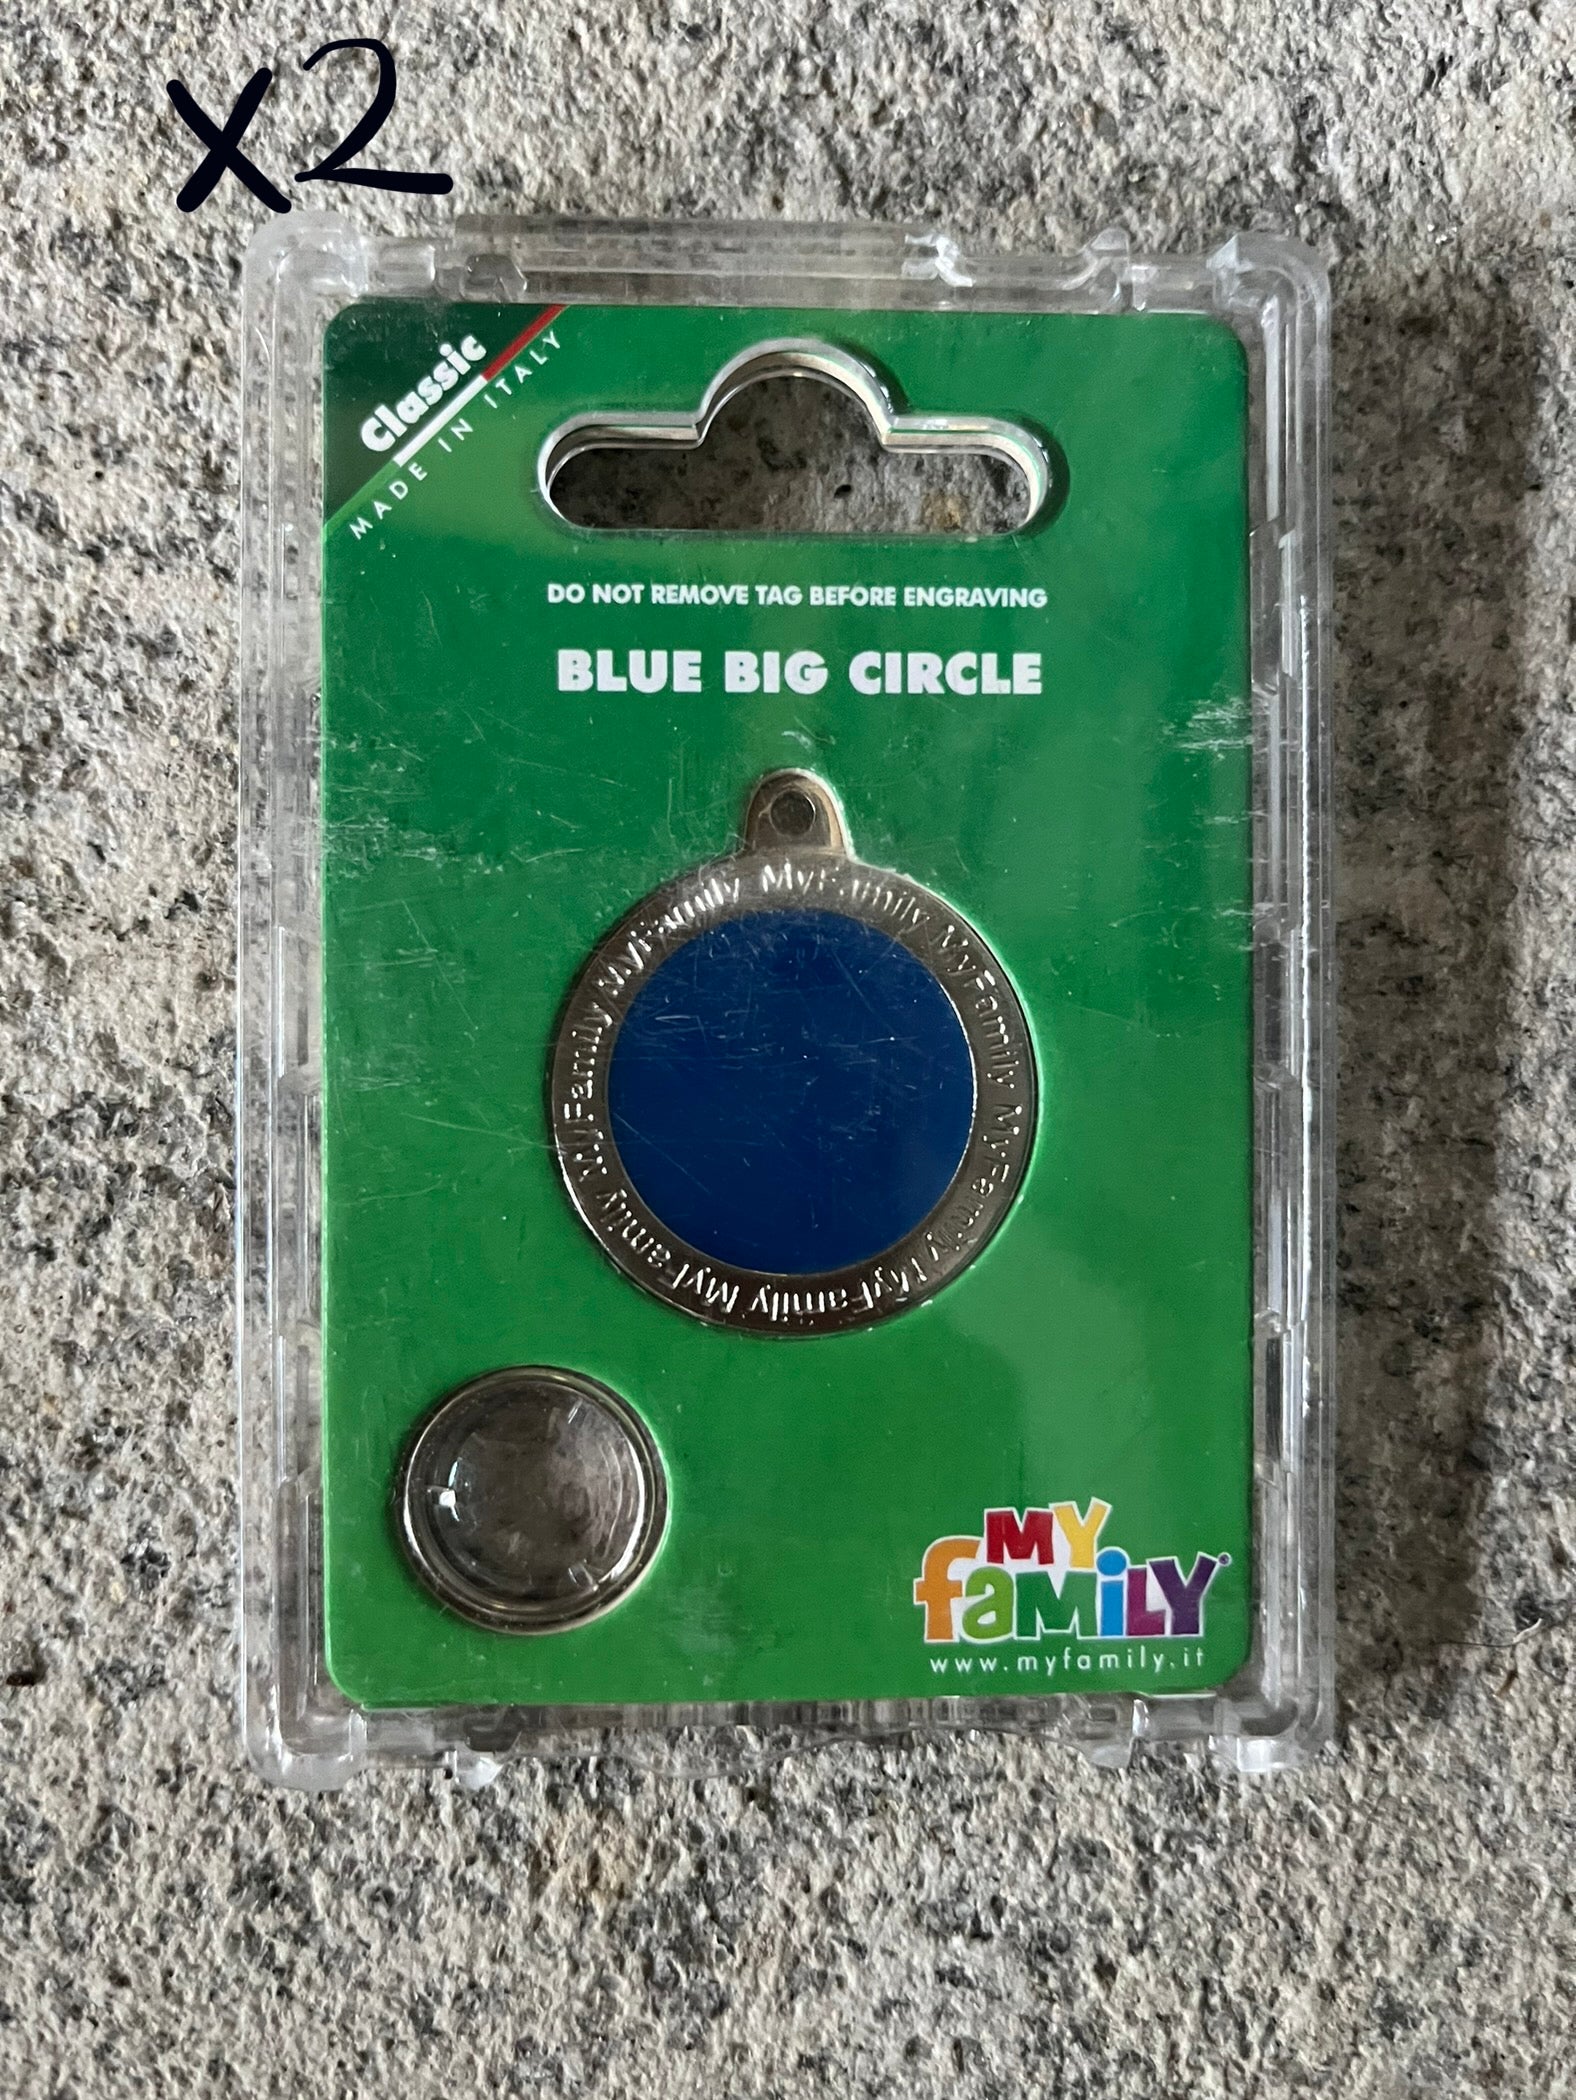 X2
Classic
MADE IN ITALY
DO NOT REMOVE TAG BEFORE ENGRAVING
BLUE BIG CIRCLE
MyFamily MyFamily MyFamily MyFamily MyFamily MyFamily MyFamily MyFamily
MY
FAMiLY®
www.myfamily.it